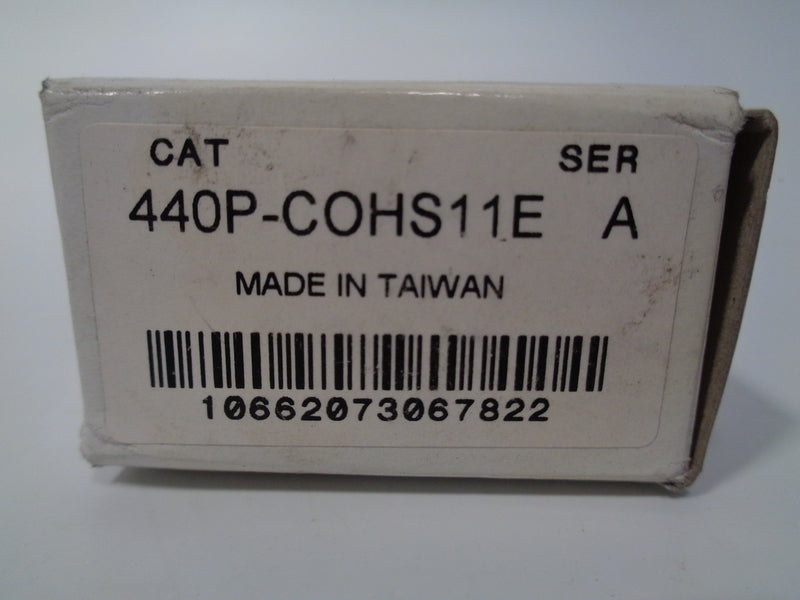 CAT SER
440P-COHS11E A
MADE IN TAIWAN
10662073067822